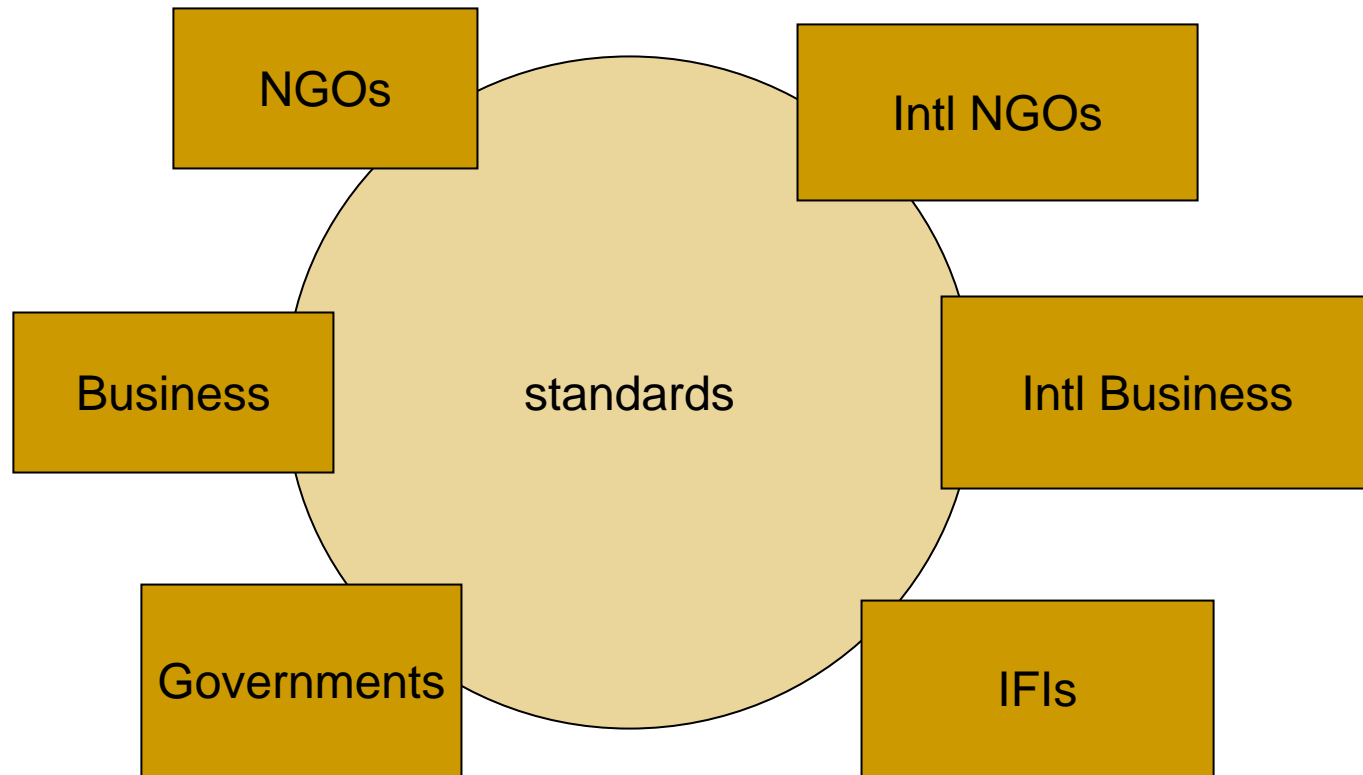 NGOs
Intl NGOs
Business
standards
Intl Business
Governments
IFIs